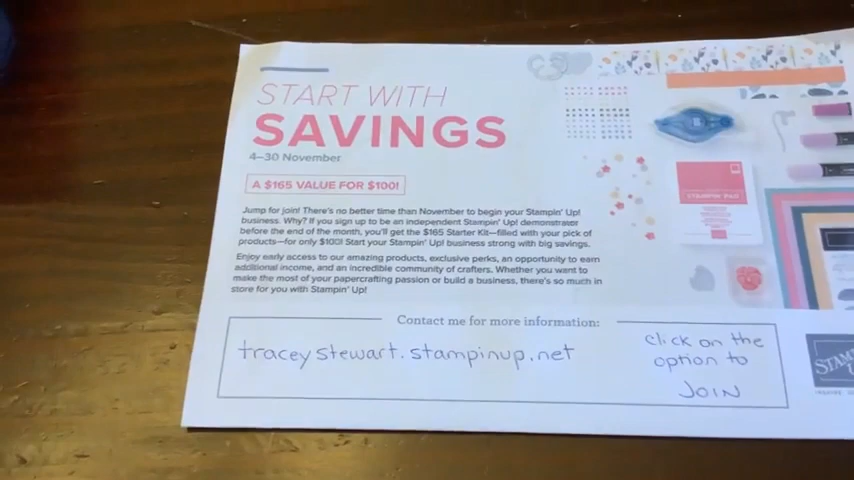 START WITH
SAVINGS
4–30 November
A $165 VALUE FOR $100!
Jump for join! There's no better time than November to begin your Stampin' Up!
business. Why? If you sign up to be an independent Stampin' Up! demonstrator
before the end of the month, you'll get the $165 Starter Kit—filled with your pick of
products—for only $100! Start your Stampin' Up! business strong with big savings.
Enjoy early access to our amazing products, exclusive perks, an opportunity to earn
additional income, and an incredible community of crafters. Whether you want to
make the most of your papercrafting passion or build a business, there's so much in
store for you with Stampin' Up!
Contact me for more information:
traceystewart.stampinup.net
click on the
option to
JOIN
STAMPIN' PAD